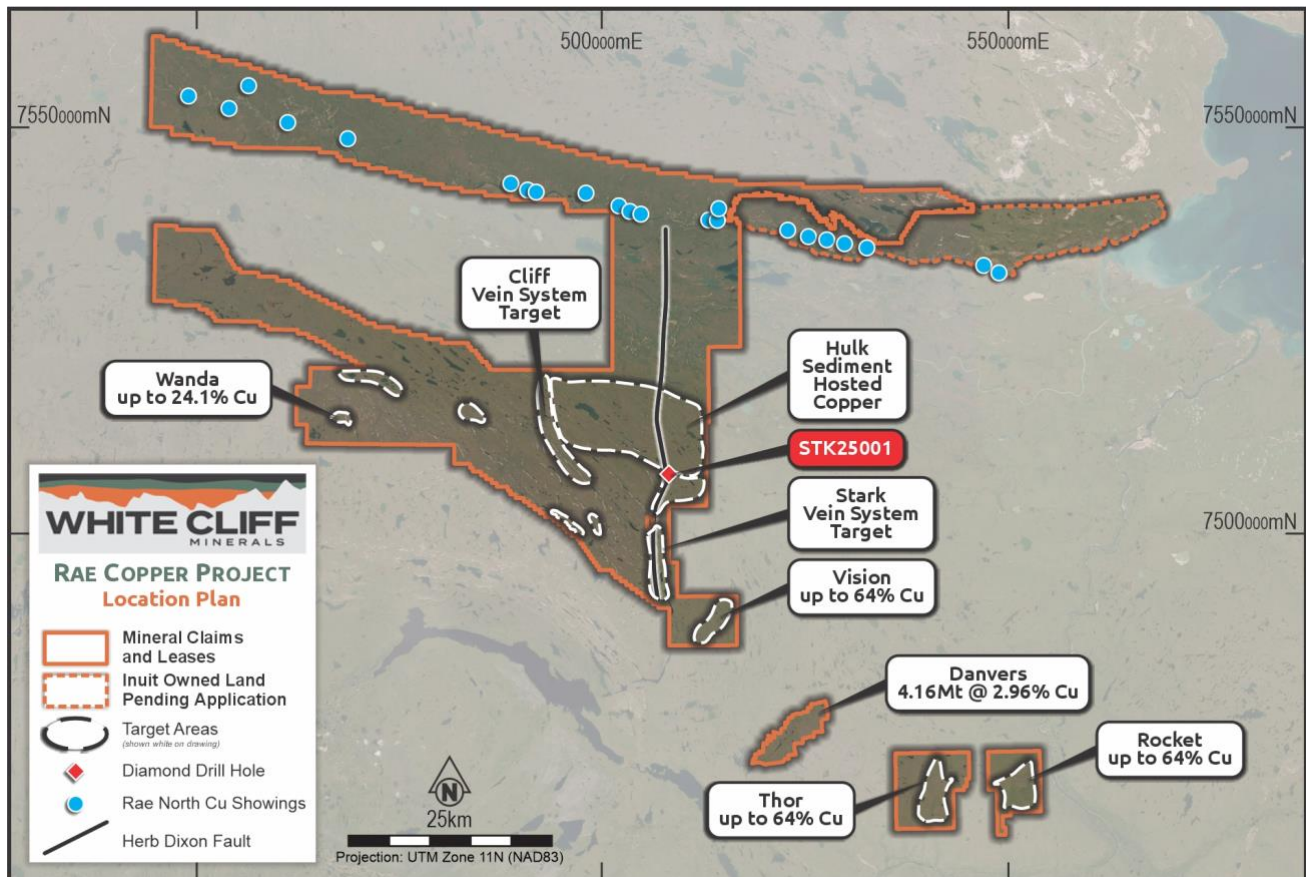 500000mE
550000mE
7550000mN
7550000mN
Cliff
Vein System
Target
Hulk
Sediment
Hosted
Copper
Wanda
up to 24.1% Cu
STK25001
Stark
Vein System
Target
7500000mN
Vision
up to 64% Cu
Danvers
4.16Mt @ 2.96% Cu
Rocket
up to 64% Cu
Thor
up to 64% Cu
WHITE CLIFF
MINERALS
RAE COPPER PROJECT
Location Plan
Mineral Claims
and Leases
Inuit Owned Land
Pending Application
Target Areas
(shown white on drawing)
Diamond Drill Hole
Rae North Cu Showings
Herb Dixon Fault
N
25km
Projection: UTM Zone 11N (NAD83)